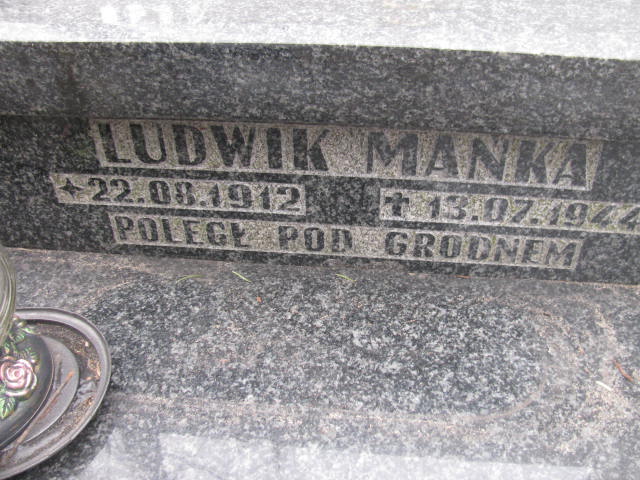 LUDWIK MANKA
22.08.1912 ✝ 13.07.1944
POLEGŁ POD GRODNEM